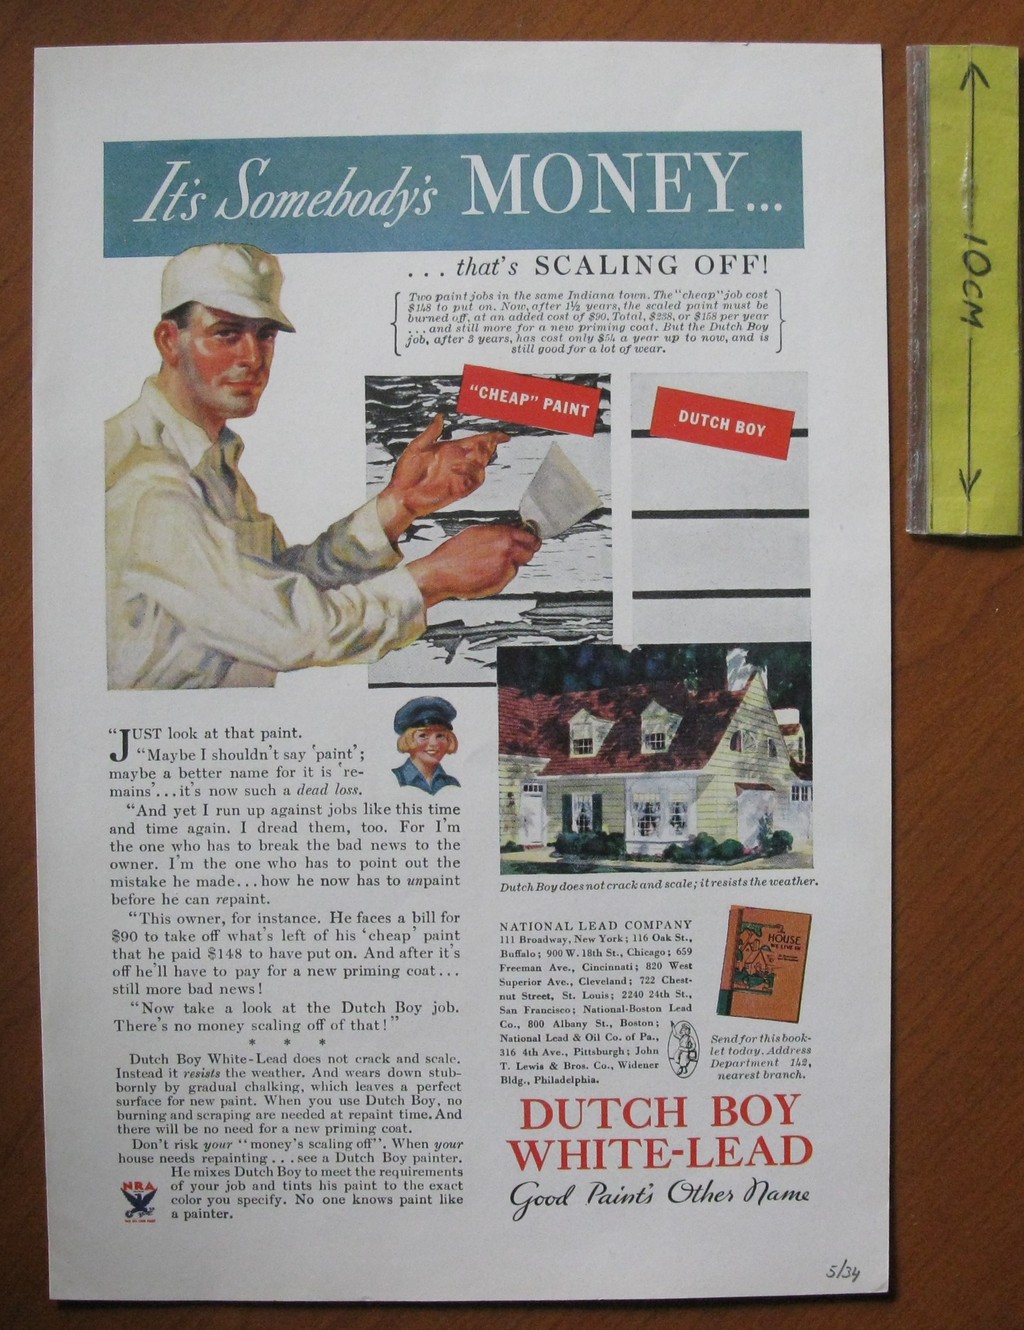 It's Somebody's MONEY...
... that's SCALING OFF!
Two paint jobs in the same Indiana town. The "cheap" job cost
$148 to put on. Now, after 1½ years, the scaled paint must be
burned off, at an added cost of $90. Total, $238, or $158 per year
... and still more for a new priming coat. But the Dutch Boy
job, after 3 years, has cost only $54 a year up to now, and is
still good for a lot of wear.
"CHEAP" PAINT
DUTCH BOY
10CM
"JUST look at that paint.
"Maybe I shouldn't say 'paint';
maybe a better name for it is 're-
mains'...it's now such a dead loss.
"And yet I run up against jobs like this time
and time again. I dread them, too. For I'm
the one who has to break the bad news to the
owner. I'm the one who has to point out the
mistake he made...how he now has to unpaint
before he can repaint.
"This owner, for instance. He faces a bill for
$90 to take off what's left of his 'cheap' paint
that he paid $148 to have put on. And after it's
off he'll have to pay for a new priming coat...
still more bad news!
"Now take a look at the Dutch Boy job.
There's no money scaling off of that!"
* * *
Dutch Boy White-Lead does not crack and scale.
Instead it resists the weather. And wears down stub-
bornly by gradual chalking, which leaves a perfect
surface for new paint. When you use Dutch Boy, no
burning and scraping are needed at repaint time. And
there will be no need for a new priming coat.
Don't risk your "money's scaling off". When your
house needs repainting...see a Dutch Boy painter.
He mixes Dutch Boy to meet the requirements
of your job and tints his paint to the exact
color you specify. No one knows paint like
a painter.
NRA
Dutch Boy does not crack and scale; it resists the weather.
NATIONAL LEAD COMPANY
111 Broadway, New York; 116 Oak St.,
Buffalo; 900 W. 18th St., Chicago; 659
Freeman Ave., Cincinnati; 820 West
Superior Ave., Cleveland; 722 Chest-
nut Street, St. Louis; 2240 24th St.,
San Francisco; National-Boston Lead
Co., 800 Albany St., Boston;
National Lead & Oil Co. of Pa.,
316 4th Ave., Pittsburgh; John
T. Lewis & Bros. Co., Widener
Bldg., Philadelphia.
The
HOUSE
WE LIVE IN
Send for this book-
let today. Address
Department 142,
nearest branch.
DUTCH BOY
WHITE-LEAD
Good Paint's Other Name
5/34